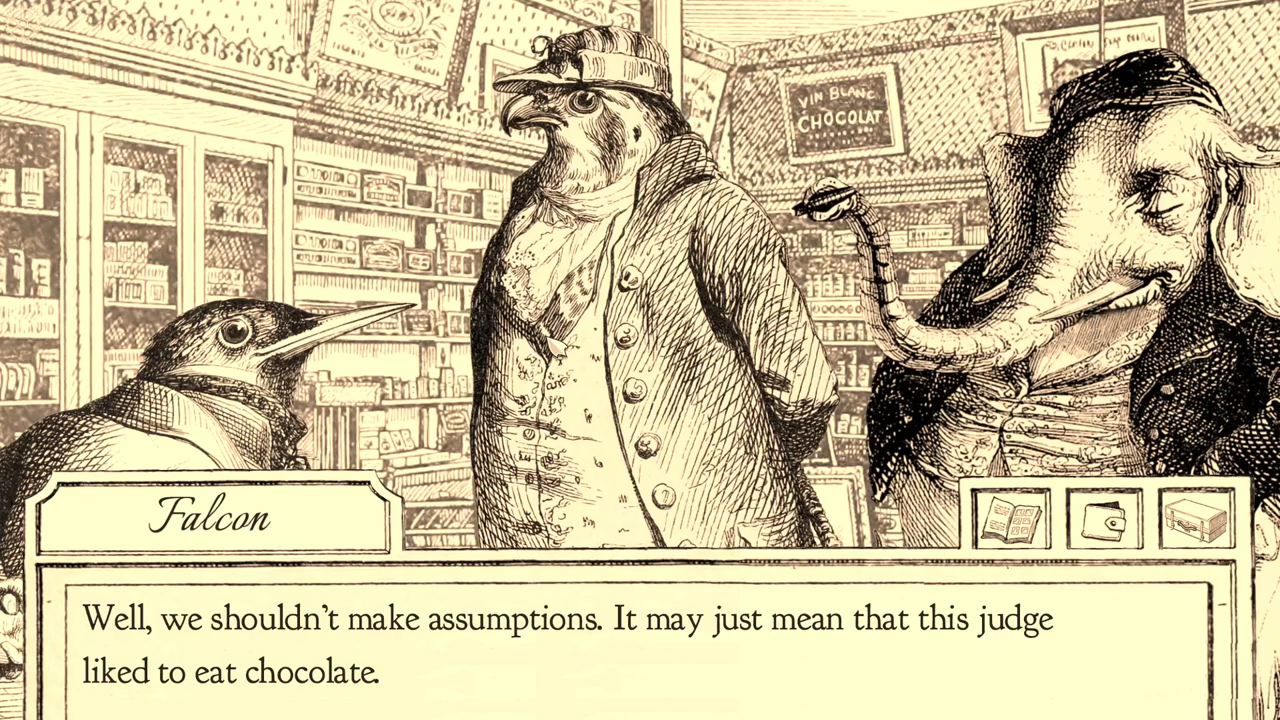 VIN BLANC
CHOCOLAT
Falcon
Well, we shouldn't make assumptions. It may just mean that this judge
liked to eat chocolate.